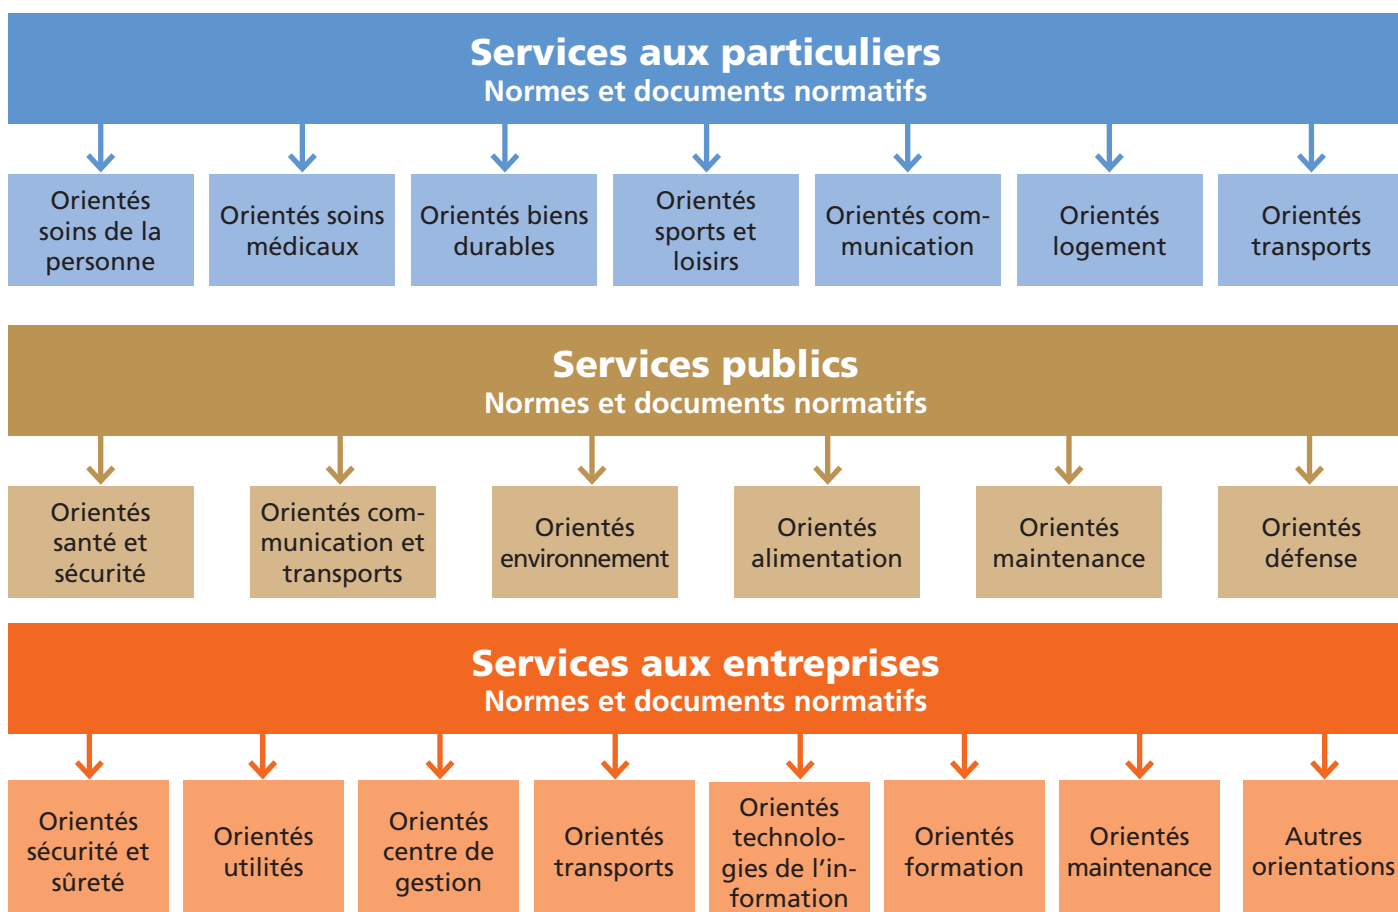 Services aux particuliers
Normes et documents normatifs
Orientés
soins de la
personne
Orientés soins
médicaux
Orientés biens
durables
Orientés
sports et
loisirs
Orientés com-
munication
Orientés
logement
Orientés
transports
Services publics
Normes et documents normatifs
Orientés
santé et
sécurité
Orientés com-
munication et
transports
Orientés
environnement
Orientés
alimentation
Orientés
maintenance
Orientés
défense
Services aux entreprises
Normes et documents normatifs
Orientés
sécurité et
sûreté
Orientés
utilités
Orientés
centre de
gestion
Orientés
transports
Orientés
technolo-
gies de l'in-
formation
Orientés
formation
Orientés
maintenance
Autres
orientations